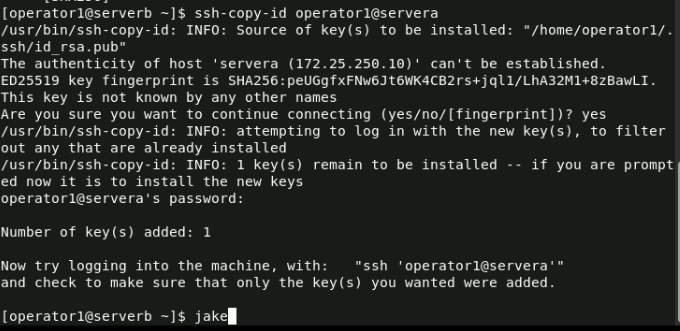 [operator1@serverb ~]$ ssh-copy-id operator1@servera
/usr/bin/ssh-copy-id: INFO: Source of key(s) to be installed: "/home/operator1/.
ssh/id_rsa.pub"
The authenticity of host 'servera (172.25.250.10)' can't be established.
ED25519 key fingerprint is SHA256:peUGgfxFNw6Jt6WK4CB2rs+jql1/LhA32M1+8zBawLI.
This key is not known by any other names
Are you sure you want to continue connecting (yes/no/[fingerprint])? yes
/usr/bin/ssh-copy-id: INFO: attempting to log in with the new key(s), to filter
out any that are already installed
/usr/bin/ssh-copy-id: INFO: 1 key(s) remain to be installed -- if you are prompt
ed now it is to install the new keys
operator1@servera's password:
Number of key(s) added: 1
Now try logging into the machine, with:   "ssh 'operator1@servera'"
and check to make sure that only the key(s) you wanted were added.
[operator1@serverb ~]$ jake